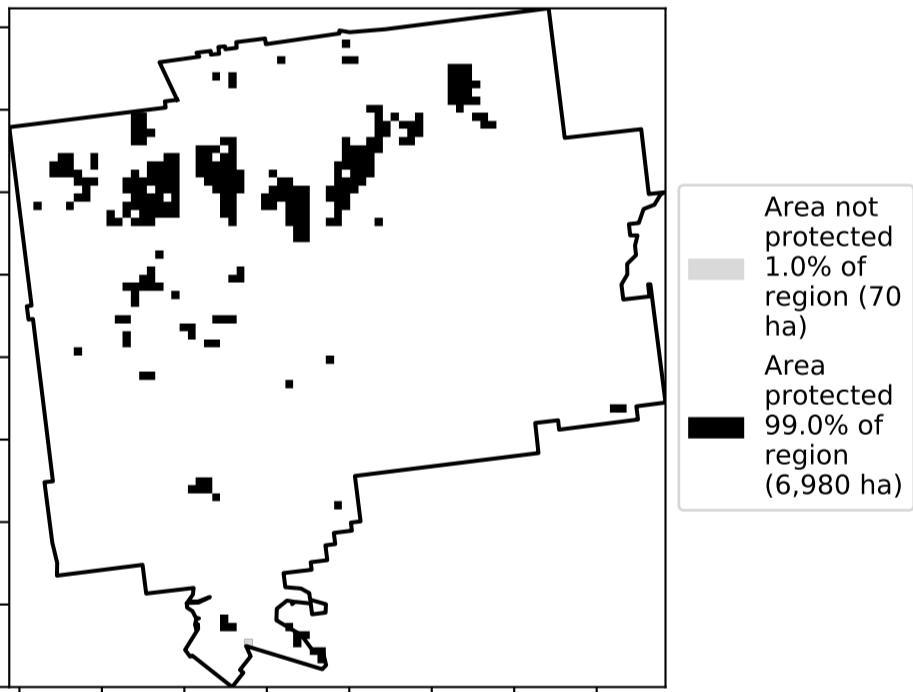 Area not
protected
1.0% of
region (70
ha)
Area
protected
99.0% of
region
(6,980 ha)